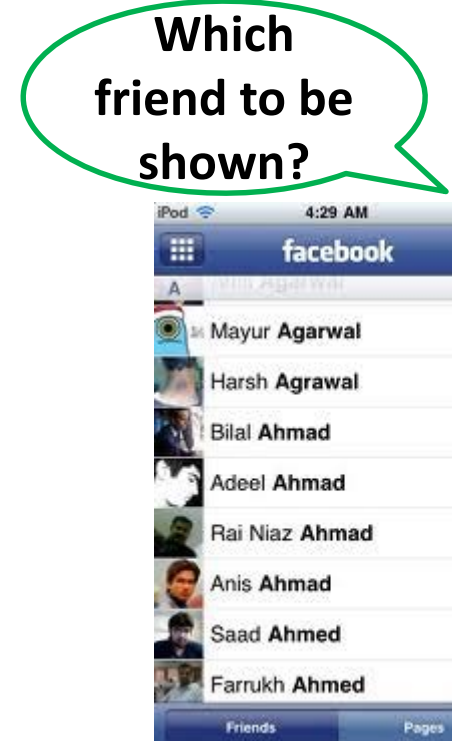 Which
friend to be
shown?
iPod 4:29 AM
facebook
A
Agarwal
Mayur Agarwal
Harsh Agrawal
Bilal Ahmad
Adeel Ahmad
Rai Niaz Ahmad
Anis Ahmad
Saad Ahmed
Farrukh Ahmed
Friends Pages